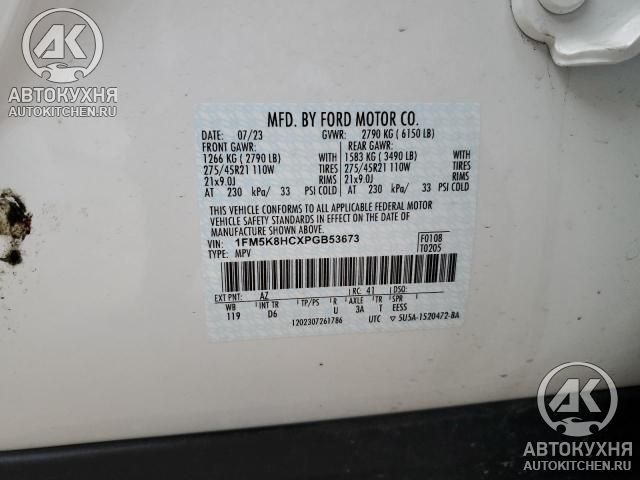 АК
АВТОКУХНЯ
AUTOKITCHEN.RU
MFD. BY FORD MOTOR CO.
DATE: 07/23 GVWR: 2790 KG ( 6150 LB)
FRONT GAWR: REAR GAWR:
1266 KG ( 2790 LB) WITH 1583 KG ( 3490 LB) WITH
275/45R21 110W TIRES 275/45R21 110W TIRES
21x9.0J RIMS 21x9.0J RIMS
AT 230 kPa/ 33 PSI COLD AT 230 kPa/ 33 PSI COLD
THIS VEHICLE CONFORMS TO ALL APPLICABLE FEDERAL MOTOR
VEHICLE SAFETY STANDARDS IN EFFECT ON THE DATE OF
MANUFACTURE SHOWN ABOVE.
VIN: 1FM5K8HCXPGB53673 F0108
TYPE: MPV T0205
EXT PNT: AZ RC: 41 DSO:
WB INT TR TP/PS R AXLE TR SPR
119 D6 U 3A T EESS
1202307261786 UTC ▽ 5U5A-1520472-BA
АК
АВТОКУХНЯ
AUTOKITCHEN.RU